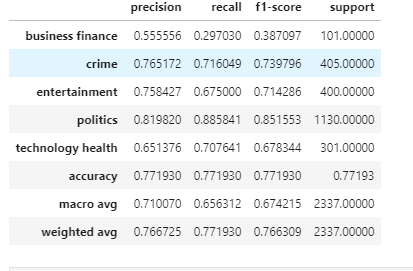 precision recall f1-score support
business finance 0.555556 0.297030 0.387097 101.00000
crime 0.765172 0.716049 0.739796 405.00000
entertainment 0.758427 0.675000 0.714286 400.00000
politics 0.819820 0.885841 0.851553 1130.00000
technology health 0.651376 0.707641 0.678344 301.00000
accuracy 0.771930 0.771930 0.771930 0.77193
macro avg 0.710070 0.656312 0.674215 2337.00000
weighted avg 0.766725 0.771930 0.766309 2337.00000